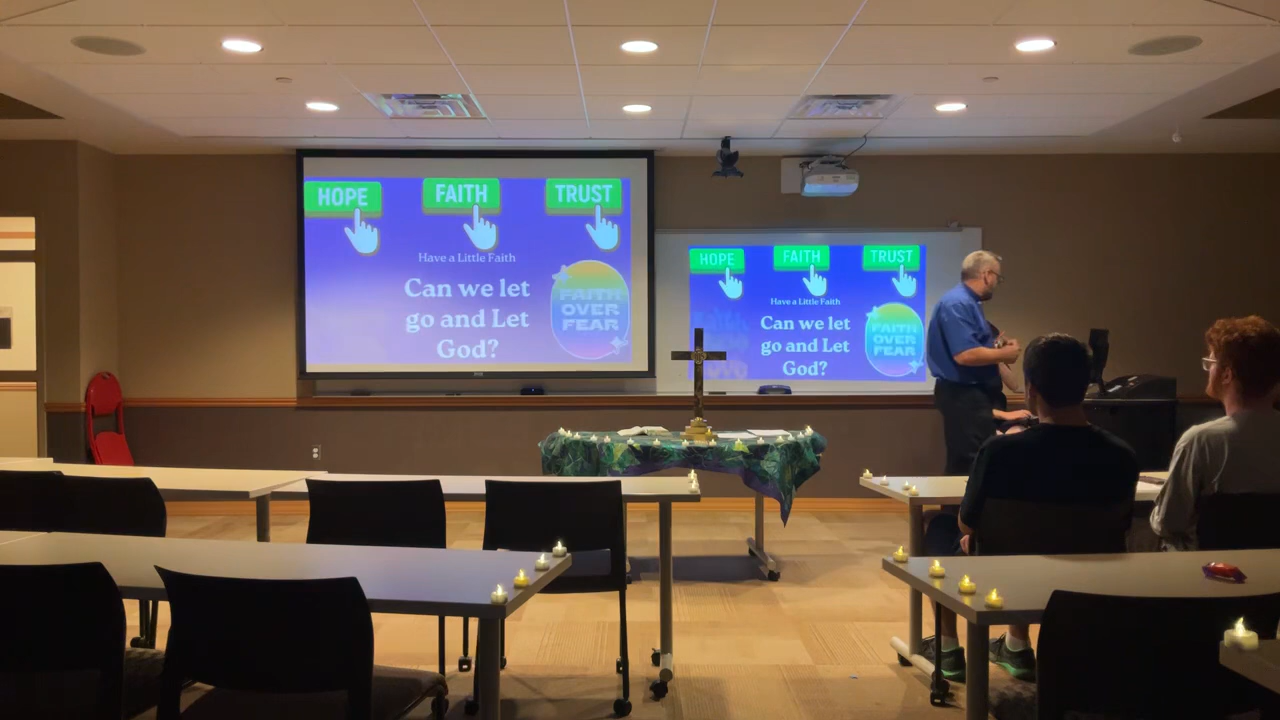 HOPE
FAITH
TRUST
Have a Little Faith
Can we let
go and Let
God?
FAITH
OVER
FEAR
HOPE
FAITH
TRUST
Have a Little Faith
Can we let
go and Let
God?
FAITH
OVER
FEAR